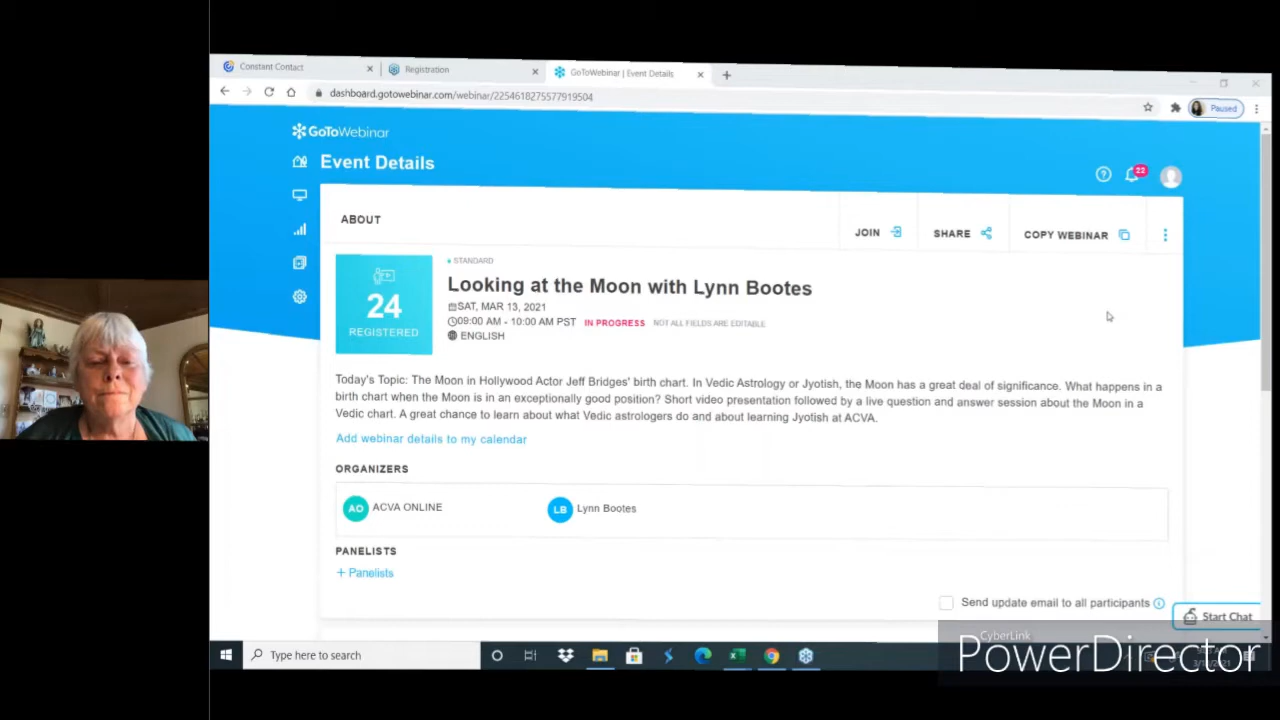 Constant Contact
Registration
GoToWebinar | Event Details
dashboard.gotowebinar.com/webinar/2254618275577919504
Paused
GoToWebinar
Event Details
22
ABOUT
JOIN
SHARE
COPY WEBINAR
STANDARD
Looking at the Moon with Lynn Bootes
24
REGISTERED
SAT, MAR 13, 2021
09:00 AM - 10:00 AM PST IN PROGRESS NOT ALL FIELDS ARE EDITABLE
ENGLISH
Today's Topic: The Moon in Hollywood Actor Jeff Bridges' birth chart. In Vedic Astrology or Jyotish, the Moon has a great deal of significance. What happens in a
birth chart when the Moon is in an exceptionally good position? Short video presentation followed by a live question and answer session about the Moon in a
Vedic chart. A great chance to learn about what Vedic astrologers do and about learning Jyotish at ACVA.
Add webinar details to my calendar
ORGANIZERS
AO ACVA ONLINE
LB Lynn Bootes
PANELISTS
+ Panelists
Send update email to all participants
Start Chat
Type here to search
CyberLink
PowerDirector